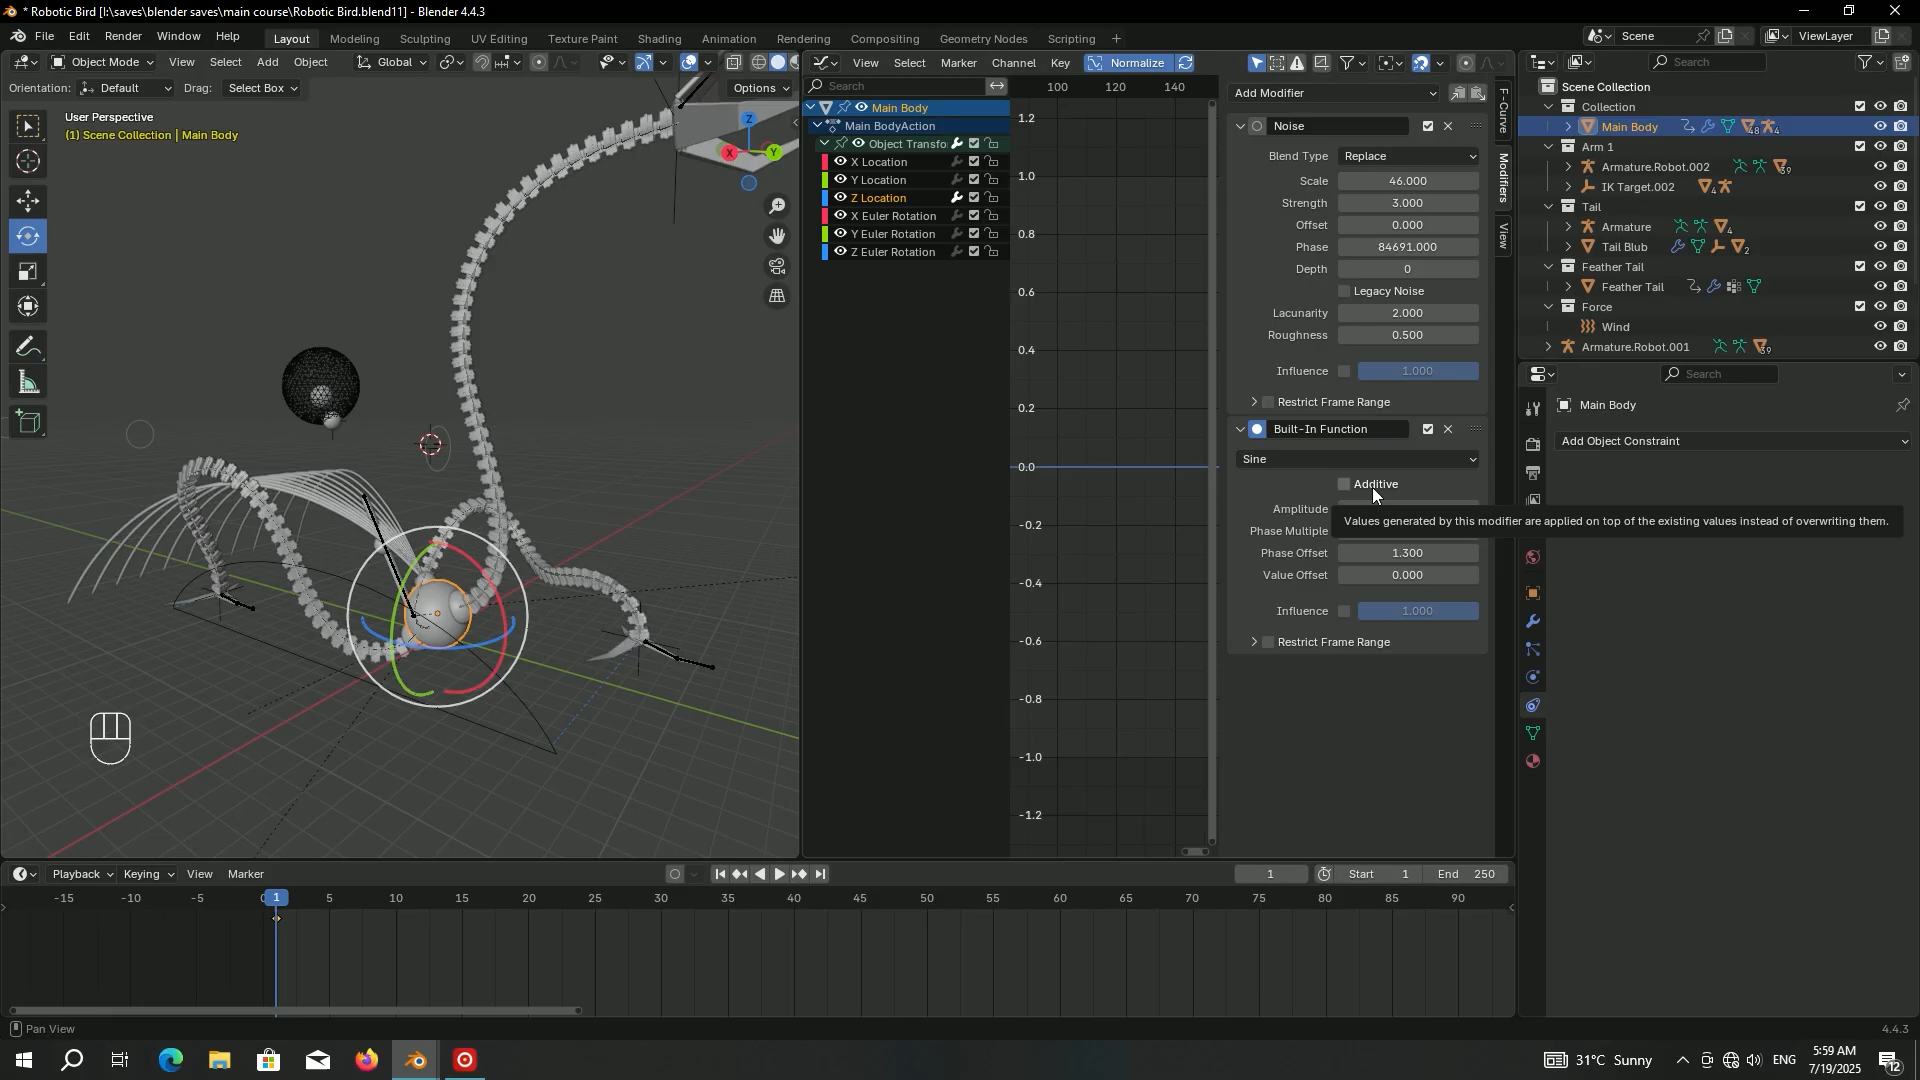 * Robotic Bird [I:\saves\blender saves\main course\Robotic Bird.blend11] - Blender 4.4.3
File Edit Render Window Help
Layout Modeling Sculpting UV Editing Texture Paint Shading Animation Rendering Compositing Geometry Nodes Scripting +
Scene ViewLayer
Object Mode View Select Add Object Global
Orientation: Default Drag: Select Box Options
User Perspective
(1) Scene Collection | Main Body
Z X Y
View Select Marker Channel Key Normalize
Search
Main Body
Main BodyAction
Object Transfo
X Location
Y Location
Z Location
X Euler Rotation
Y Euler Rotation
Z Euler Rotation
100 120 140
1.2
1.0
0.8
0.6
0.4
0.2
0.0
-0.2
-0.4
-0.6
-0.8
-1.0
-1.2
Add Modifier
Noise
Blend Type Replace
Scale 46.000
Strength 3.000
Offset 0.000
Phase 84691.000
Depth 0
Legacy Noise
Lacunarity 2.000
Roughness 0.500
Influence 1.000
Restrict Frame Range
Built-In Function
Sine
Additive
Amplitude
Values generated by this modifier are applied on top of the existing values instead of overwriting them.
Phase Multiple
Phase Offset 1.300
Value Offset 0.000
Influence 1.000
Restrict Frame Range
F-Curve
Modifiers
View
Search
Scene Collection
Collection
Main Body 48 4
Arm 1
Armature.Robot.002 39
IK Target.002 4
Tail
Armature 4
Tail Blub 2
Feather Tail
Feather Tail
Force
Wind
Armature.Robot.001 39
Search
Main Body
Add Object Constraint
Playback Keying View Marker 1 Start 1 End 250
-15 -10 -5 0 1 5 10 15 20 25 30 35 40 45 50 55 60 65 70 75 80 85 90
Pan View 4.4.3
31°C Sunny ENG 5:59 AM
7/19/2025
12